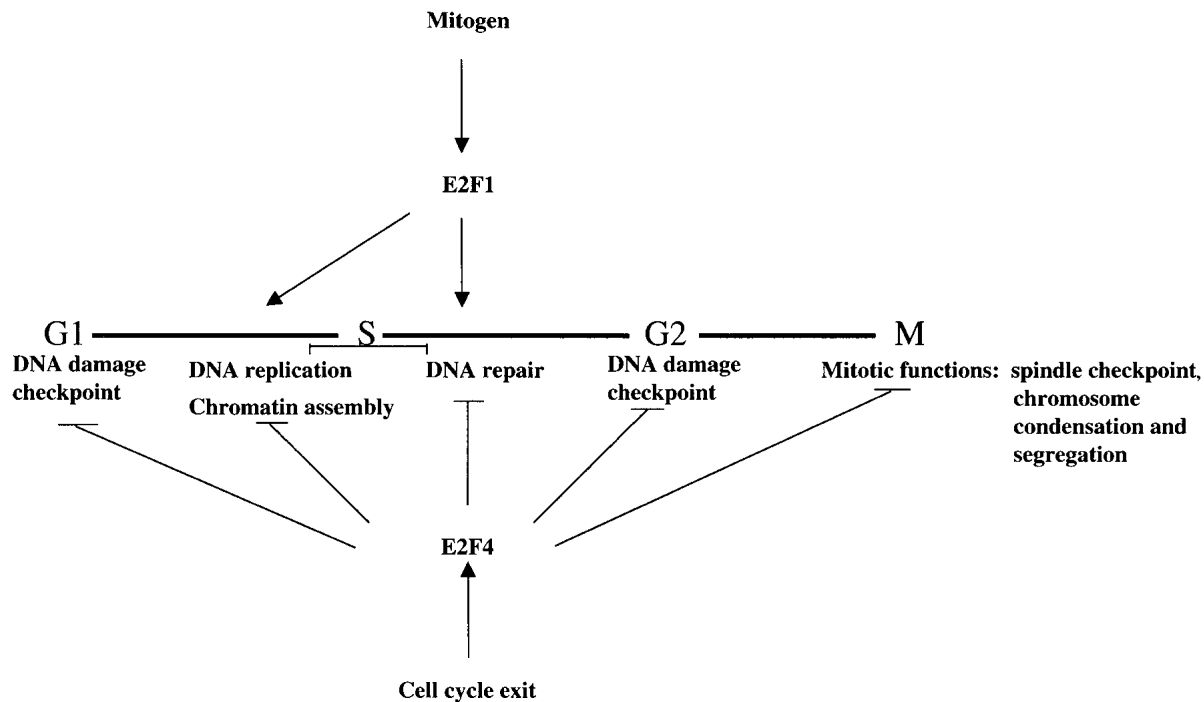 Mitogen
E2F1
G1 S G2 M
DNA damage
checkpoint
DNA replication
Chromatin assembly
DNA repair
DNA damage
checkpoint
Mitotic functions: spindle checkpoint,
chromosome
condensation and
segregation
E2F4
Cell cycle exit